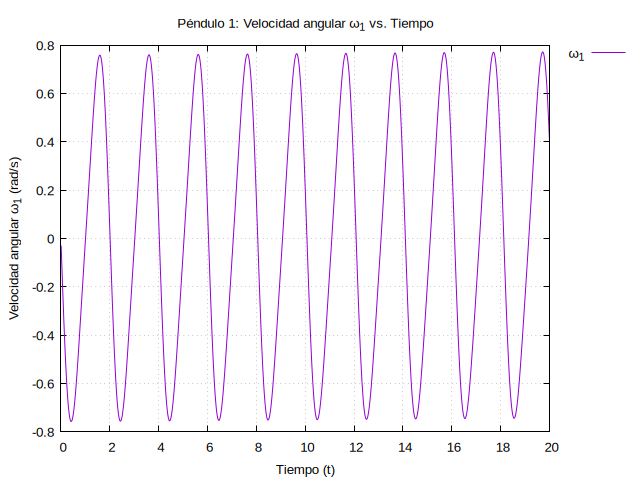 Péndulo 1: Velocidad angular ω₁ vs. Tiempo
ω₁
0.8
0.6
0.4
0.2
0
-0.2
-0.4
-0.6
-0.8
Velocidad angular ω₁ (rad/s)
0 2 4 6 8 10 12 14 16 18 20
Tiempo (t)